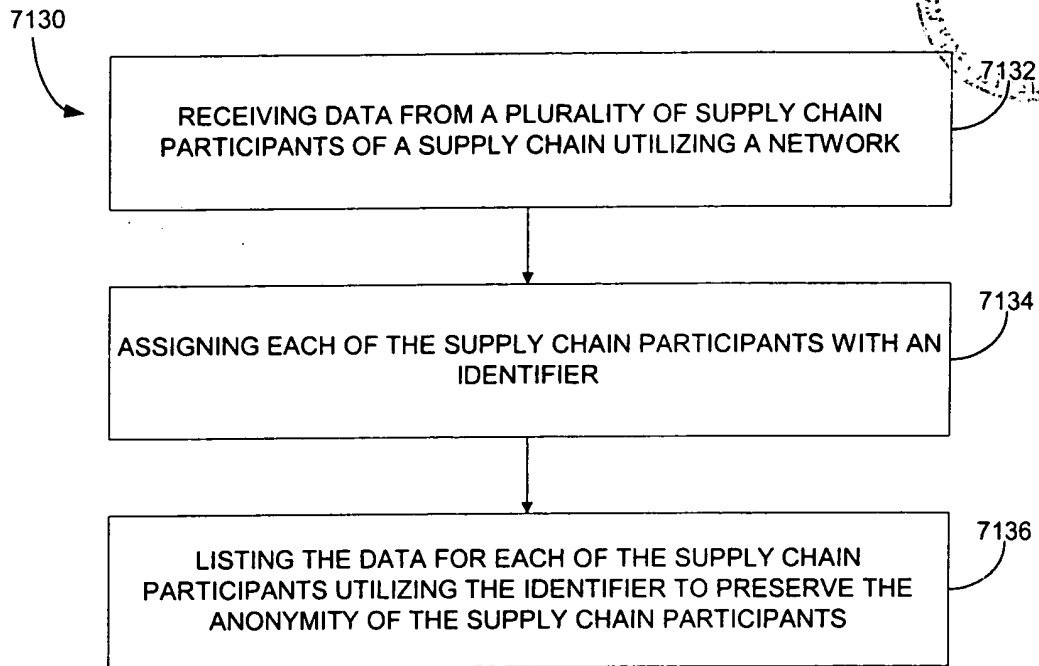 7130
7132
RECEIVING DATA FROM A PLURALITY OF SUPPLY CHAIN
PARTICIPANTS OF A SUPPLY CHAIN UTILIZING A NETWORK
7134
ASSIGNING EACH OF THE SUPPLY CHAIN PARTICIPANTS WITH AN
IDENTIFIER
7136
LISTING THE DATA FOR EACH OF THE SUPPLY CHAIN
PARTICIPANTS UTILIZING THE IDENTIFIER TO PRESERVE THE
ANONYMITY OF THE SUPPLY CHAIN PARTICIPANTS